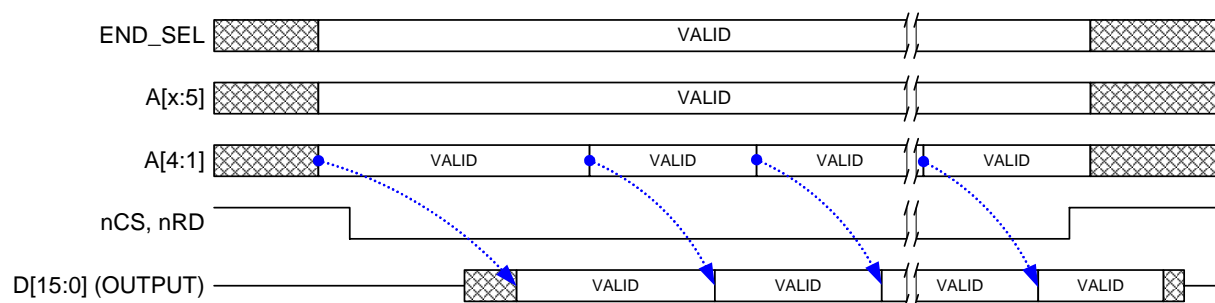 END_SEL VALID
A[x:5] VALID
A[4:1] VALID VALID VALID VALID
nCS, nRD
D[15:0] (OUTPUT) VALID VALID VALID VALID